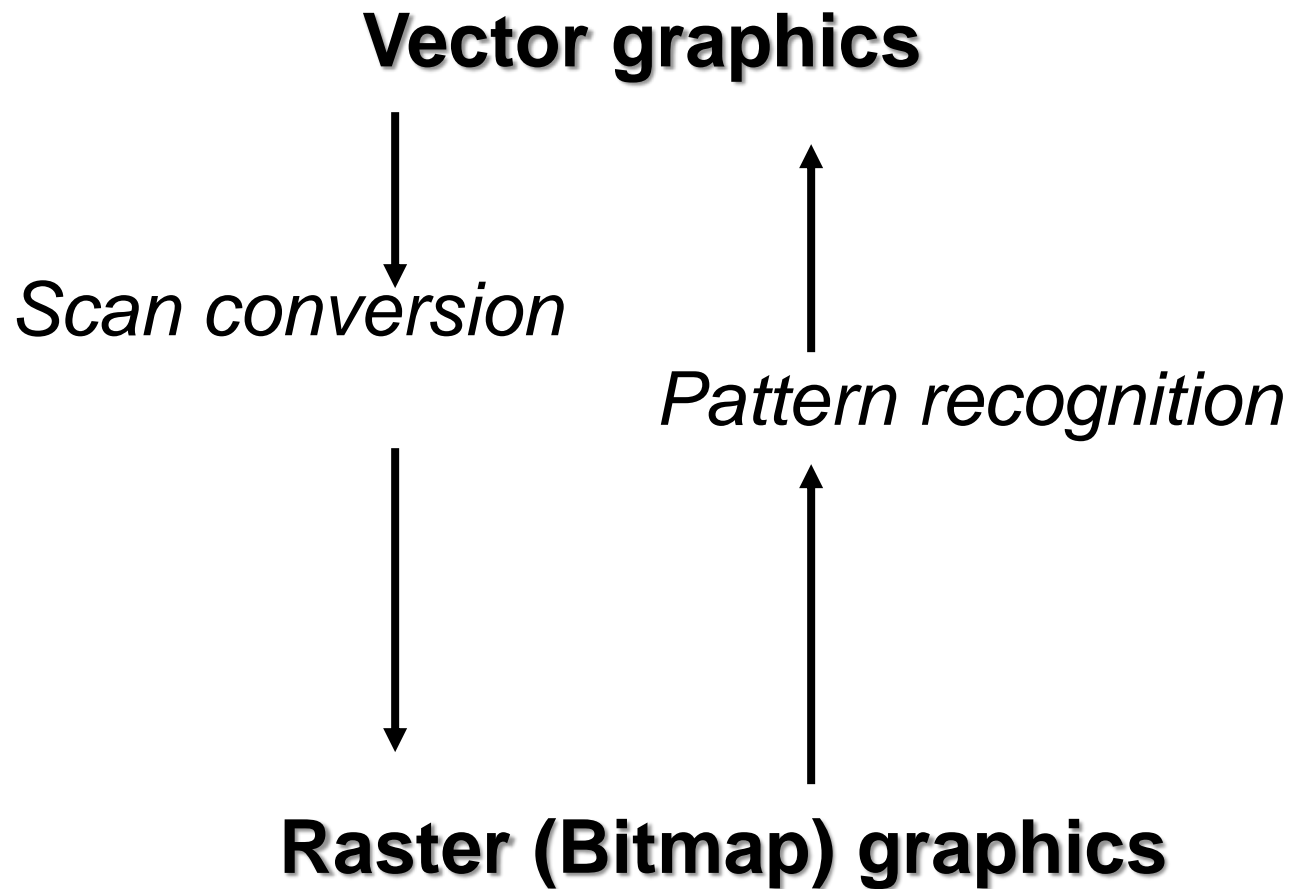 Vector graphics
Scan conversion
Pattern recognition
Raster (Bitmap) graphics